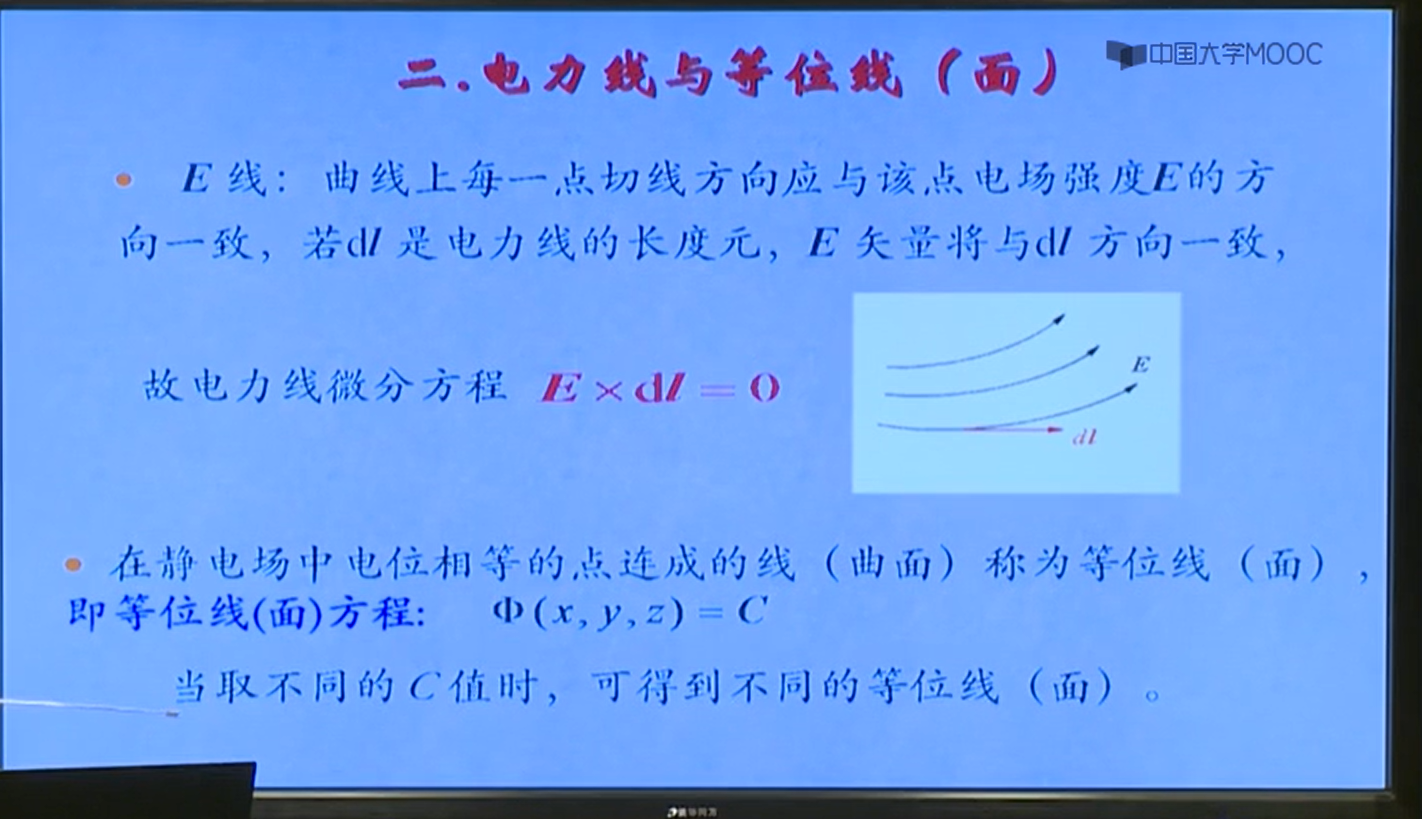 中国大学MOOC
二.电力线与等位线（面）
• E 线：曲线上每一点切线方向应与该点电场强度E的方
向一致，若dl 是电力线的长度元，E 矢量将与dl 方向一致，
故电力线微分方程 E×dl＝0
E
dl
• 在静电场中电位相等的点连成的线（曲面）称为等位线（面），
即等位线(面)方程: Φ(x,y,z)=C
当取不同的C值时，可得到不同的等位线（面）。